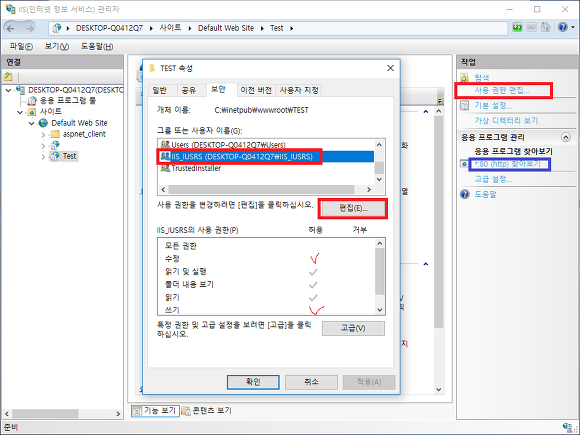 IIS(인터넷 정보 서비스) 관리자
DESKTOP-Q0412Q7 ▸ 사이트 ▸ Default Web Site ▸ Test ▸
파일(F) 보기(V) 도움말(H)
연결
DESKTOP-Q0412Q7(DES
응용 프로그램 풀
사이트
Default Web Site
aspnet_client
Test
TEST 속성
일반 공유 보안 이전 버전 사용자 지정
개체 이름: C:₩inetpub₩wwwroot₩TEST
그룹 또는 사용자 이름(G):
Users (DESKTOP-Q0412Q7₩Users)
IIS_IUSRS (DESKTOP-Q0412Q7₩IIS_IUSRS)
TrustedInstaller
사용 권한을 변경하려면 [편집]을 클릭하십시오.
편집(E)...
IIS_IUSRS의 사용 권한(P) 허용 거부
모든 권한
수정
읽기 및 실행
폴더 내용 보기
읽기
쓰기
특정 권한 및 고급 설정을 보려면 [고급]을 클릭하십시오.
고급(V)
확인 취소 적용(A)
기능 보기 콘텐츠 보기
작업
탐색
사용 권한 편집...
기본 설정...
가상 디렉터리 보기
응용 프로그램 관리
응용 프로그램 찾아보기
*:80 (http) 찾아보기
고급 설정...
도움말
준비